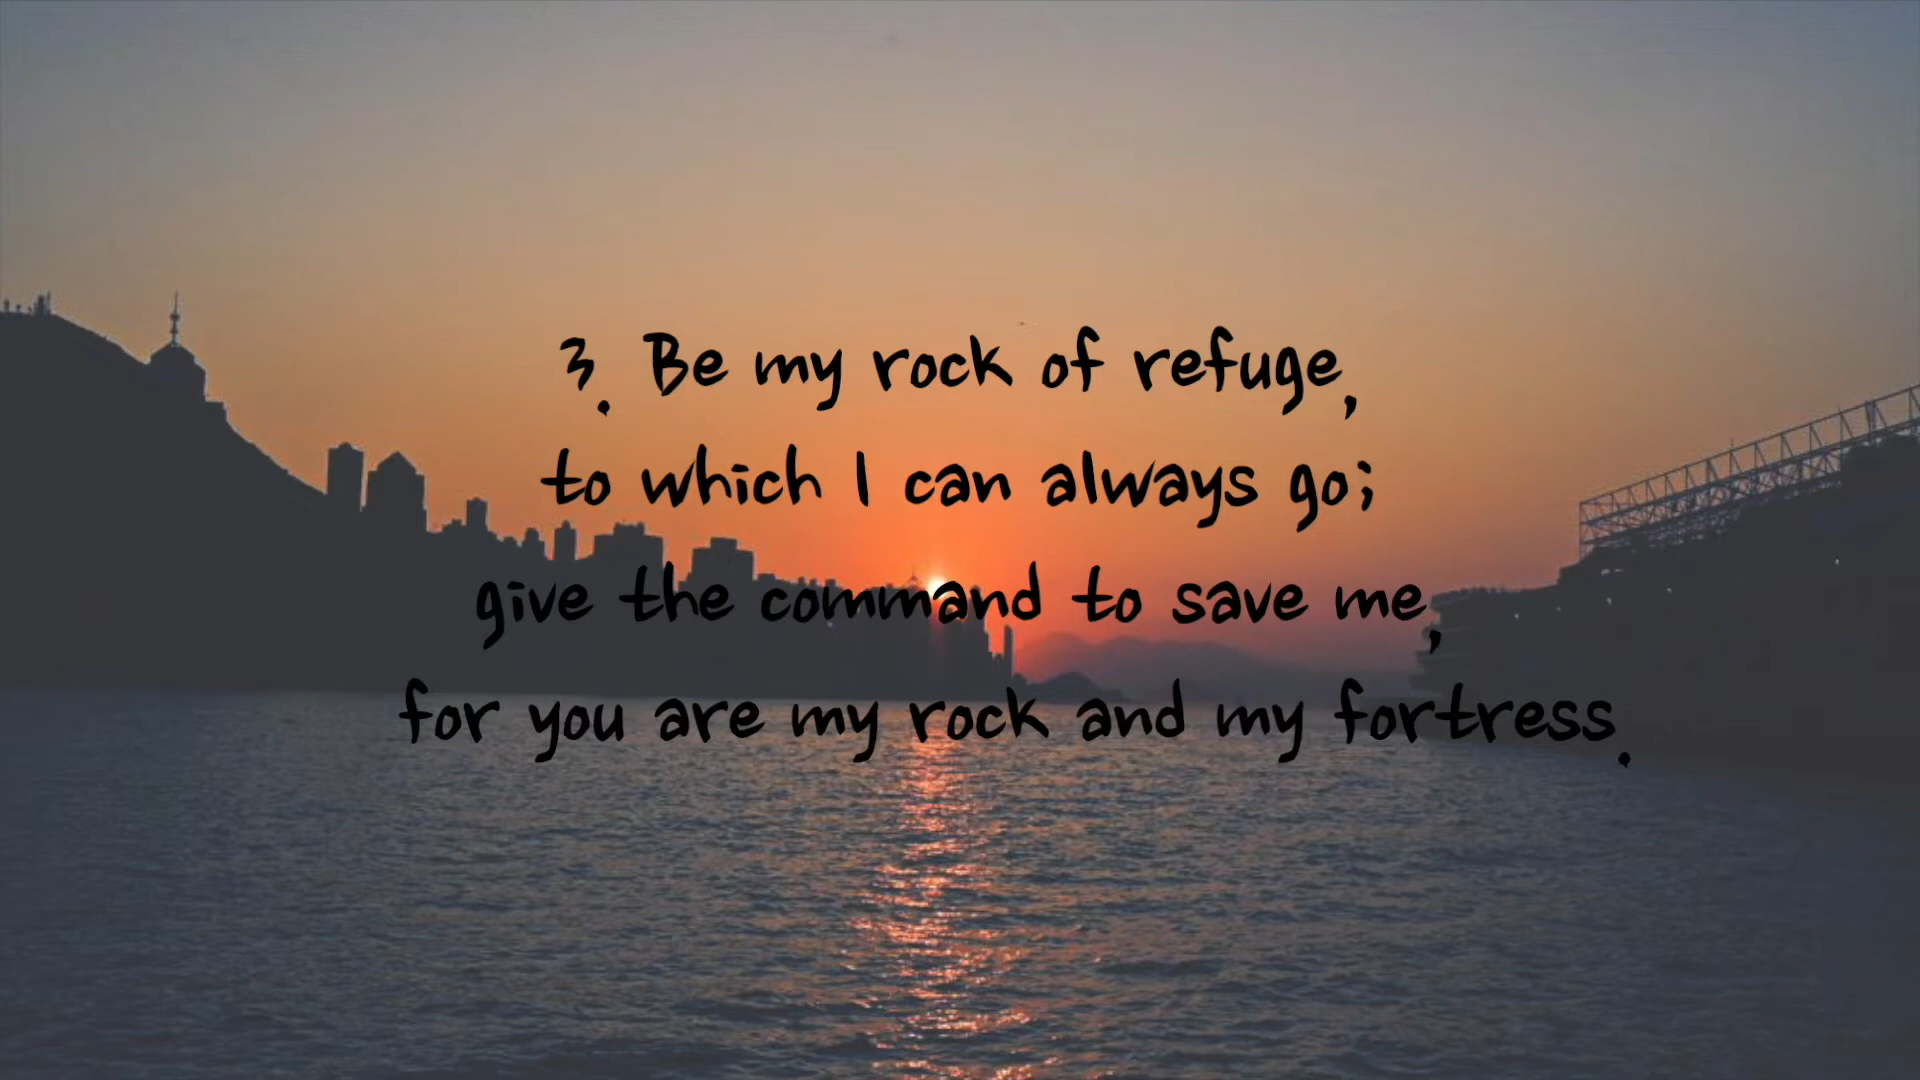 3. Be my rock of refuge,
to which I can always go;
give the command to save me,
for you are my rock and my fortress.